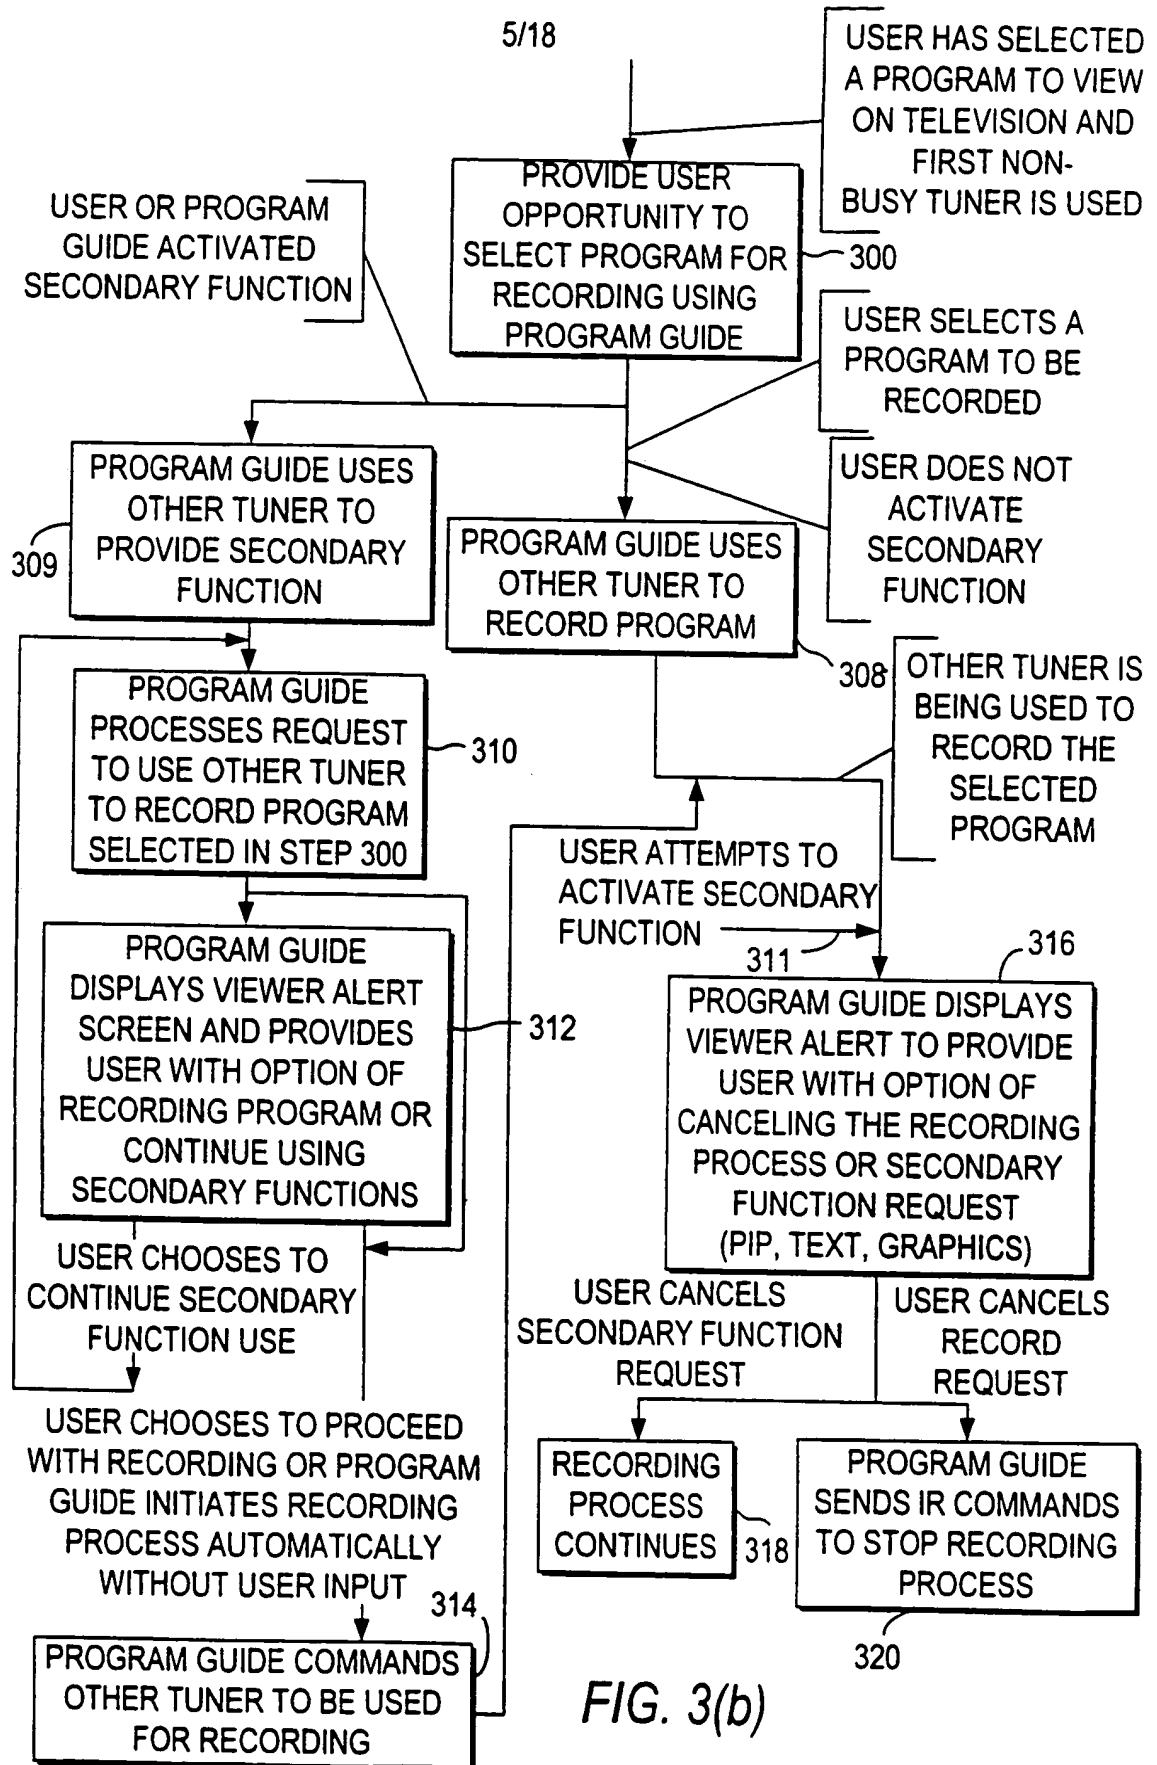 5/18
USER HAS SELECTED
A PROGRAM TO VIEW
ON TELEVISION AND
FIRST NON-
BUSY TUNER IS USED
PROVIDE USER
OPPORTUNITY TO
SELECT PROGRAM FOR
RECORDING USING
PROGRAM GUIDE
300
USER OR PROGRAM
GUIDE ACTIVATED
SECONDARY FUNCTION
USER SELECTS A
PROGRAM TO BE
RECORDED
USER DOES NOT
ACTIVATE
SECONDARY
FUNCTION
PROGRAM GUIDE USES
OTHER TUNER TO
PROVIDE SECONDARY
FUNCTION
309
PROGRAM GUIDE USES
OTHER TUNER TO
RECORD PROGRAM
308
OTHER TUNER IS
BEING USED TO
RECORD THE
SELECTED
PROGRAM
PROGRAM GUIDE
PROCESSES REQUEST
TO USE OTHER TUNER
TO RECORD PROGRAM
SELECTED IN STEP 300
310
USER ATTEMPTS TO
ACTIVATE SECONDARY
FUNCTION
311
PROGRAM GUIDE
DISPLAYS VIEWER ALERT
SCREEN AND PROVIDES
USER WITH OPTION OF
RECORDING PROGRAM OR
CONTINUE USING
SECONDARY FUNCTIONS
312
316
PROGRAM GUIDE DISPLAYS
VIEWER ALERT TO PROVIDE
USER WITH OPTION OF
CANCELING THE RECORDING
PROCESS OR SECONDARY
FUNCTION REQUEST
(PIP, TEXT, GRAPHICS)
USER CHOOSES TO
CONTINUE SECONDARY
FUNCTION USE
USER CANCELS
SECONDARY FUNCTION
REQUEST
USER CANCELS
RECORD
REQUEST
USER CHOOSES TO PROCEED
WITH RECORDING OR PROGRAM
GUIDE INITIATES RECORDING
PROCESS AUTOMATICALLY
WITHOUT USER INPUT
RECORDING
PROCESS
CONTINUES
318
PROGRAM GUIDE
SENDS IR COMMANDS
TO STOP RECORDING
PROCESS
320
314
PROGRAM GUIDE COMMANDS
OTHER TUNER TO BE USED
FOR RECORDING
FIG. 3(b)